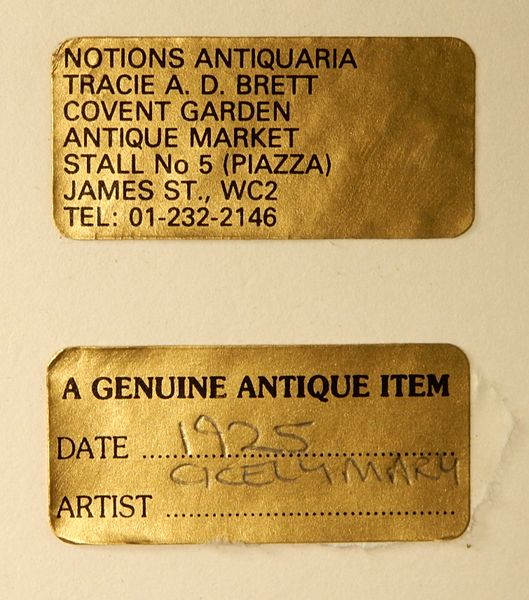 NOTIONS ANTIQUARIA
TRACIE A. D. BRETT
COVENT GARDEN
ANTIQUE MARKET
STALL No 5 (PIAZZA)
JAMES ST., WC2
TEL: 01-232-2146
A GENUINE ANTIQUE ITEM
DATE 1925
CICELY MARY
ARTIST